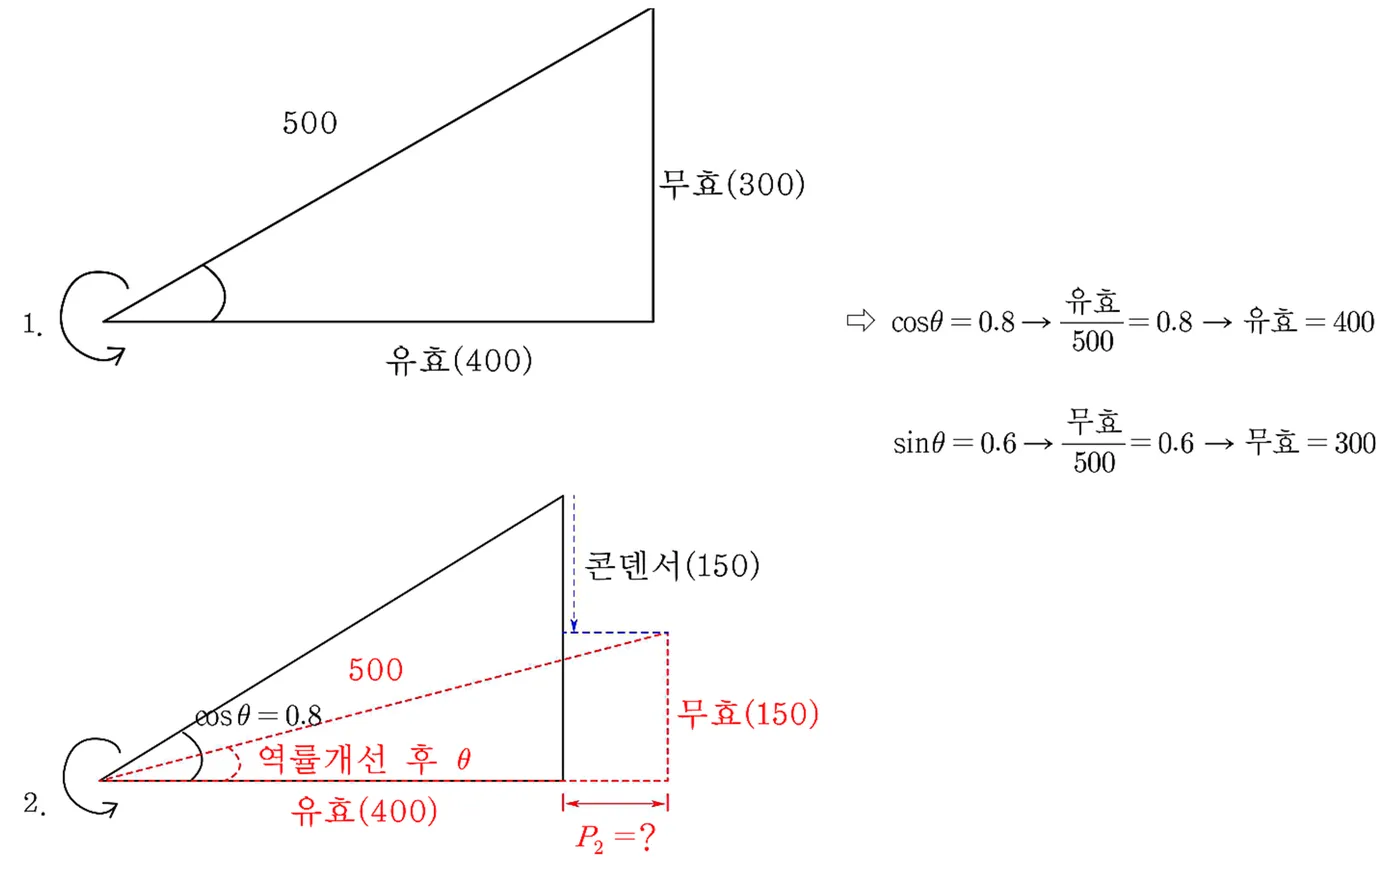 500
무효(300)
1.
유효(400)
⇨ cosθ = 0.8 → 유효/500 = 0.8 → 유효 = 400
sinθ = 0.6 → 무효/500 = 0.6 → 무효 = 300
콘덴서(150)
500
cosθ = 0.8
무효(150)
역률개선 후 θ
2.
유효(400)
P₂ = ?